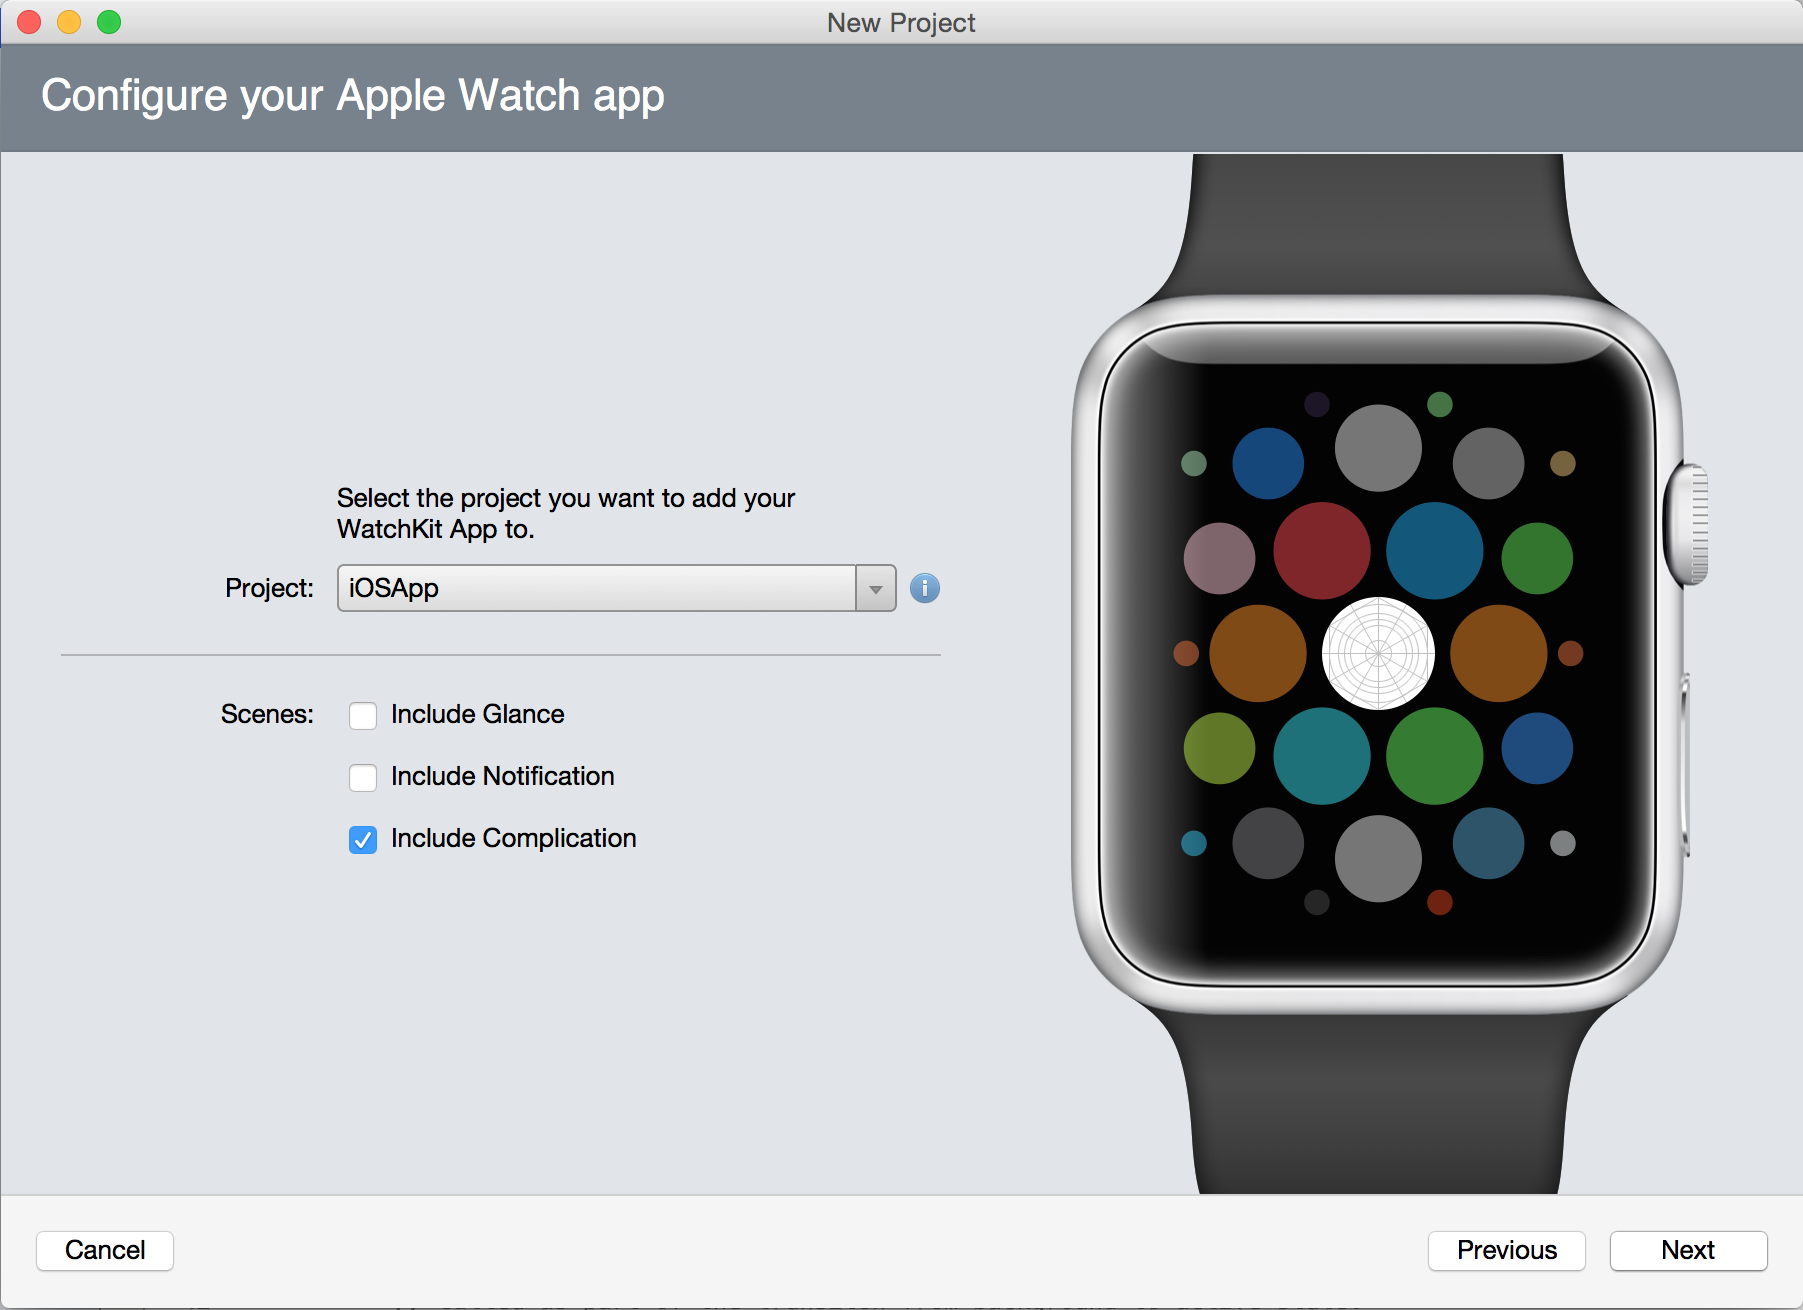 New Project
Configure your Apple Watch app
Select the project you want to add your
WatchKit App to.
Project: iOSApp
Scenes: Include Glance
Include Notification
Include Complication
Cancel Previous Next